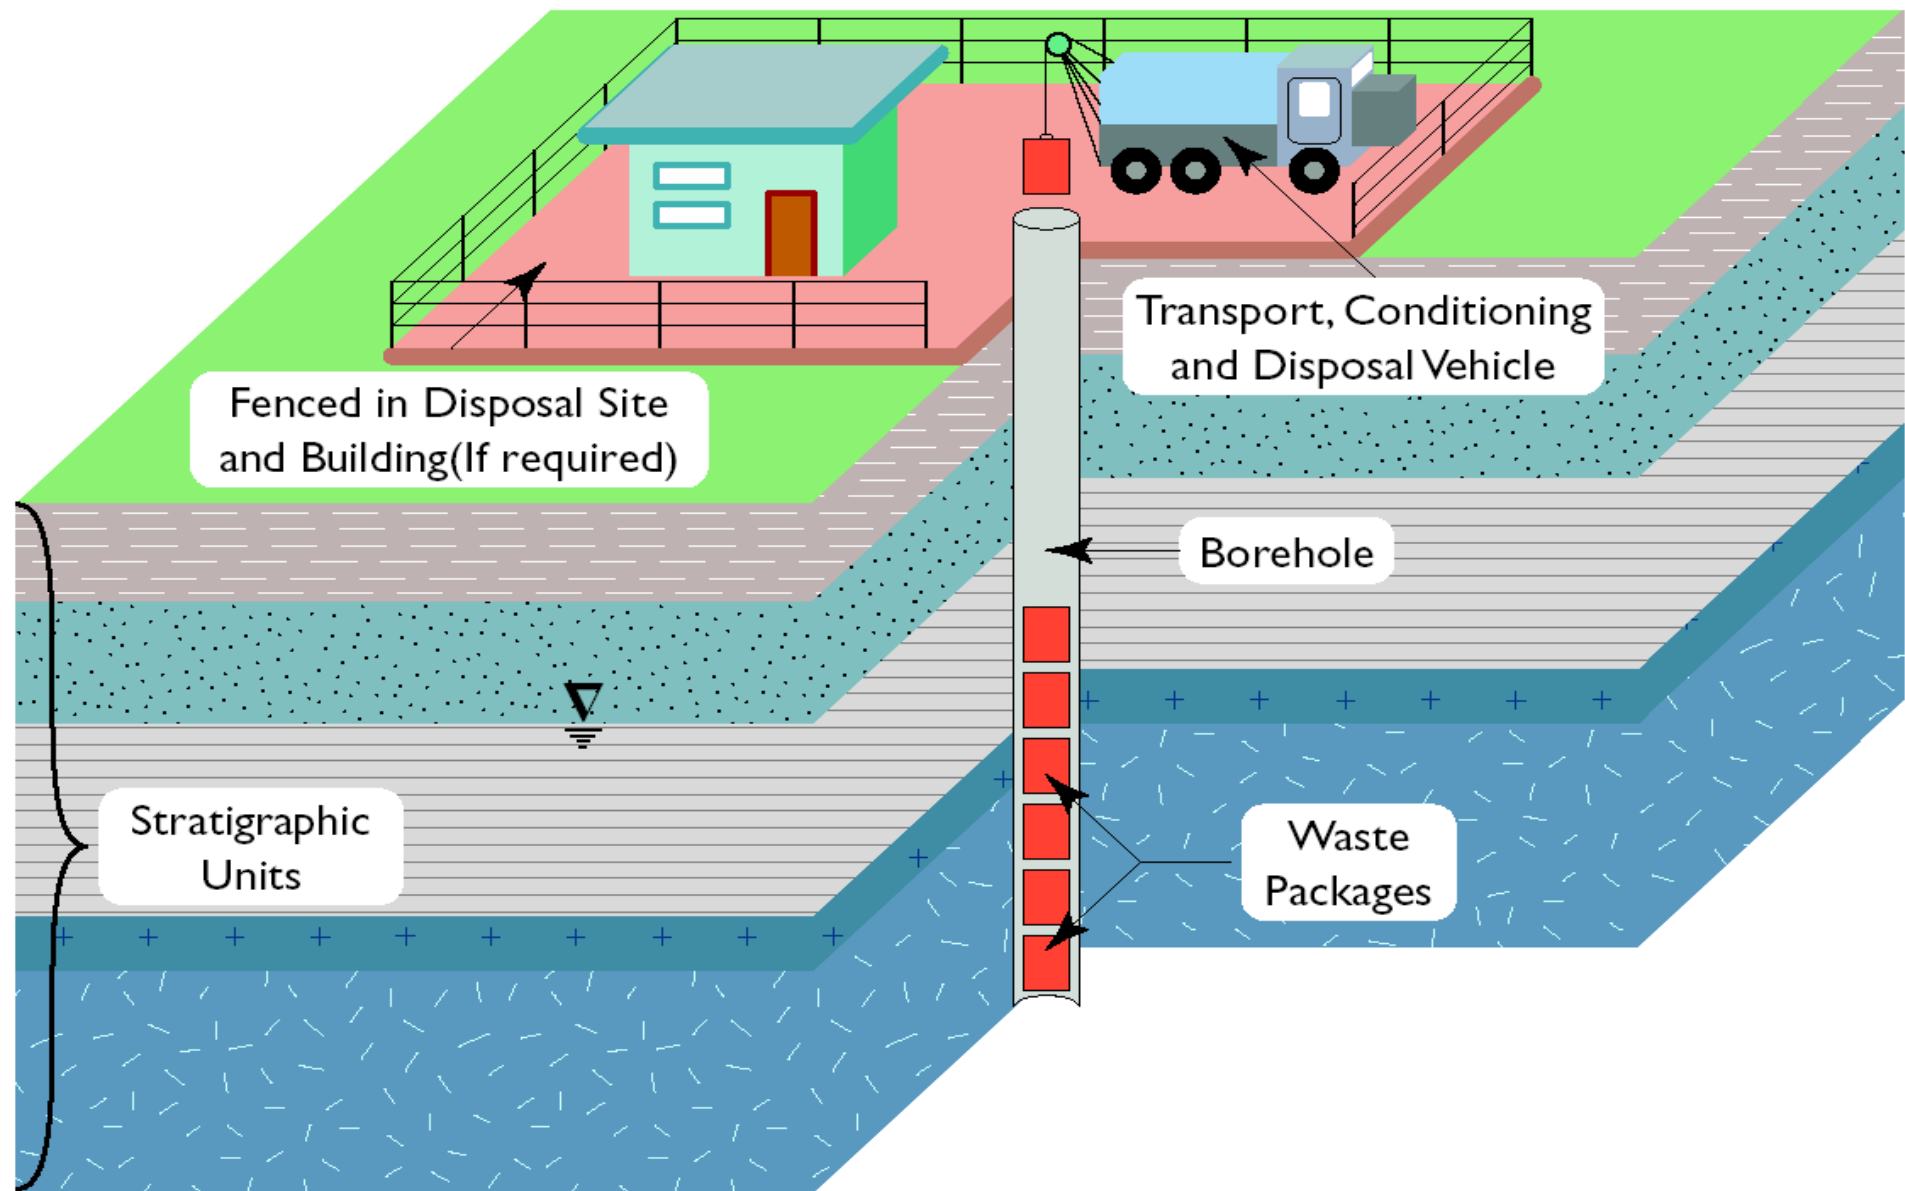 Transport, Conditioning
and Disposal Vehicle
Fenced in Disposal Site
and Building(If required)
Borehole
Stratigraphic
Units
Waste
Packages